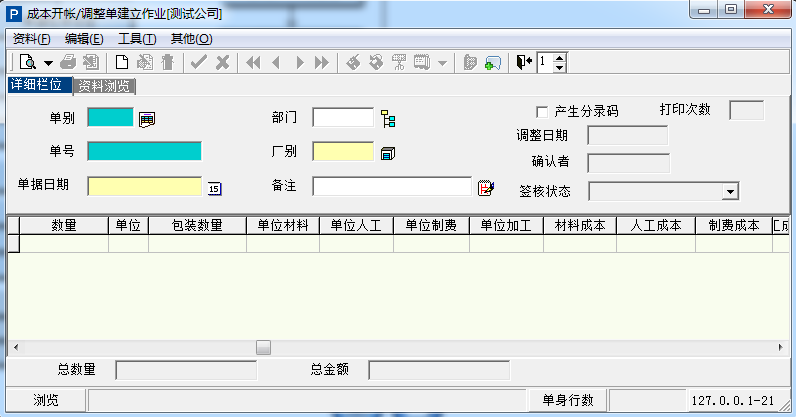 成本开帐/调整单建立作业[测试公司]
资料(F) 编辑(E) 工具(T) 其他(O)
1
详细栏位 资料浏览
单别 部门 产生分录码 打印次数
单号 厂别 调整日期
确认者
单据日期 15 备注 签核状态
数量 单位 包装数量 单位材料 单位人工 单位制费 单位加工 材料成本 人工成本 制费成本
总数量 总金额
浏览 单身行数 127.0.0.1-21